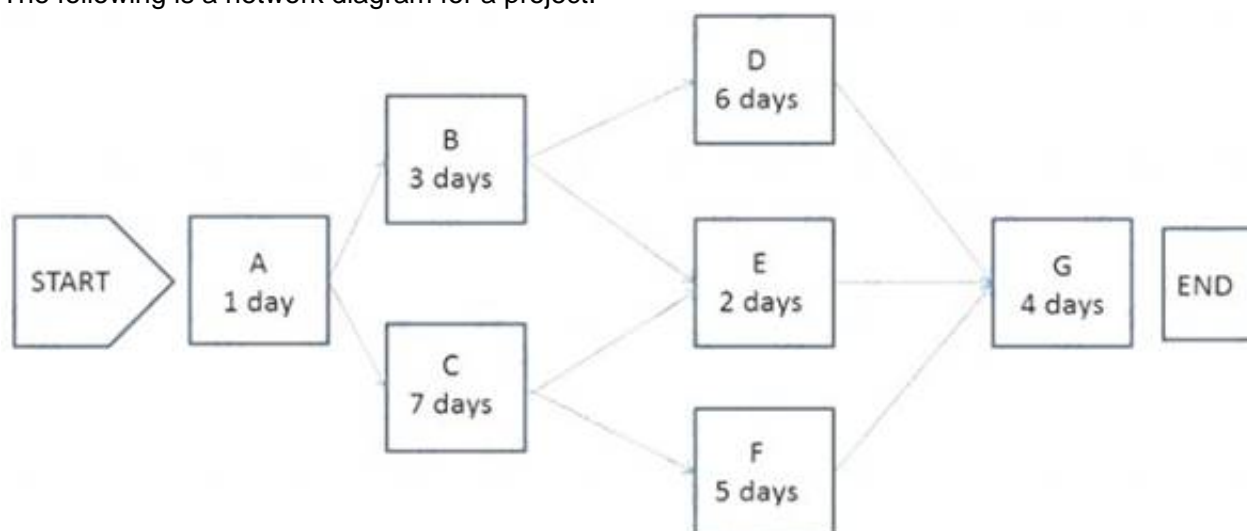 The following is a network diagram for a project.
D
6 days
B
3 days
START
A
1 day
E
2 days
G
4 days
END
C
7 days
F
5 days